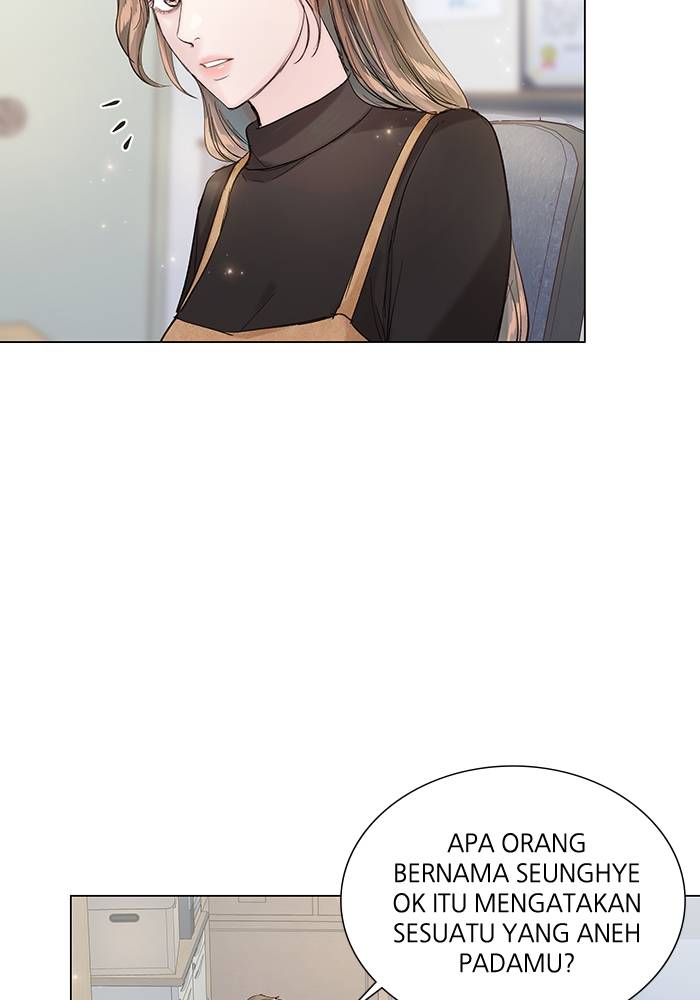 APA ORANG
BERNAMA SEUNGHYE
OK ITU MENGATAKAN
SESUATU YANG ANEH
PADAMU?